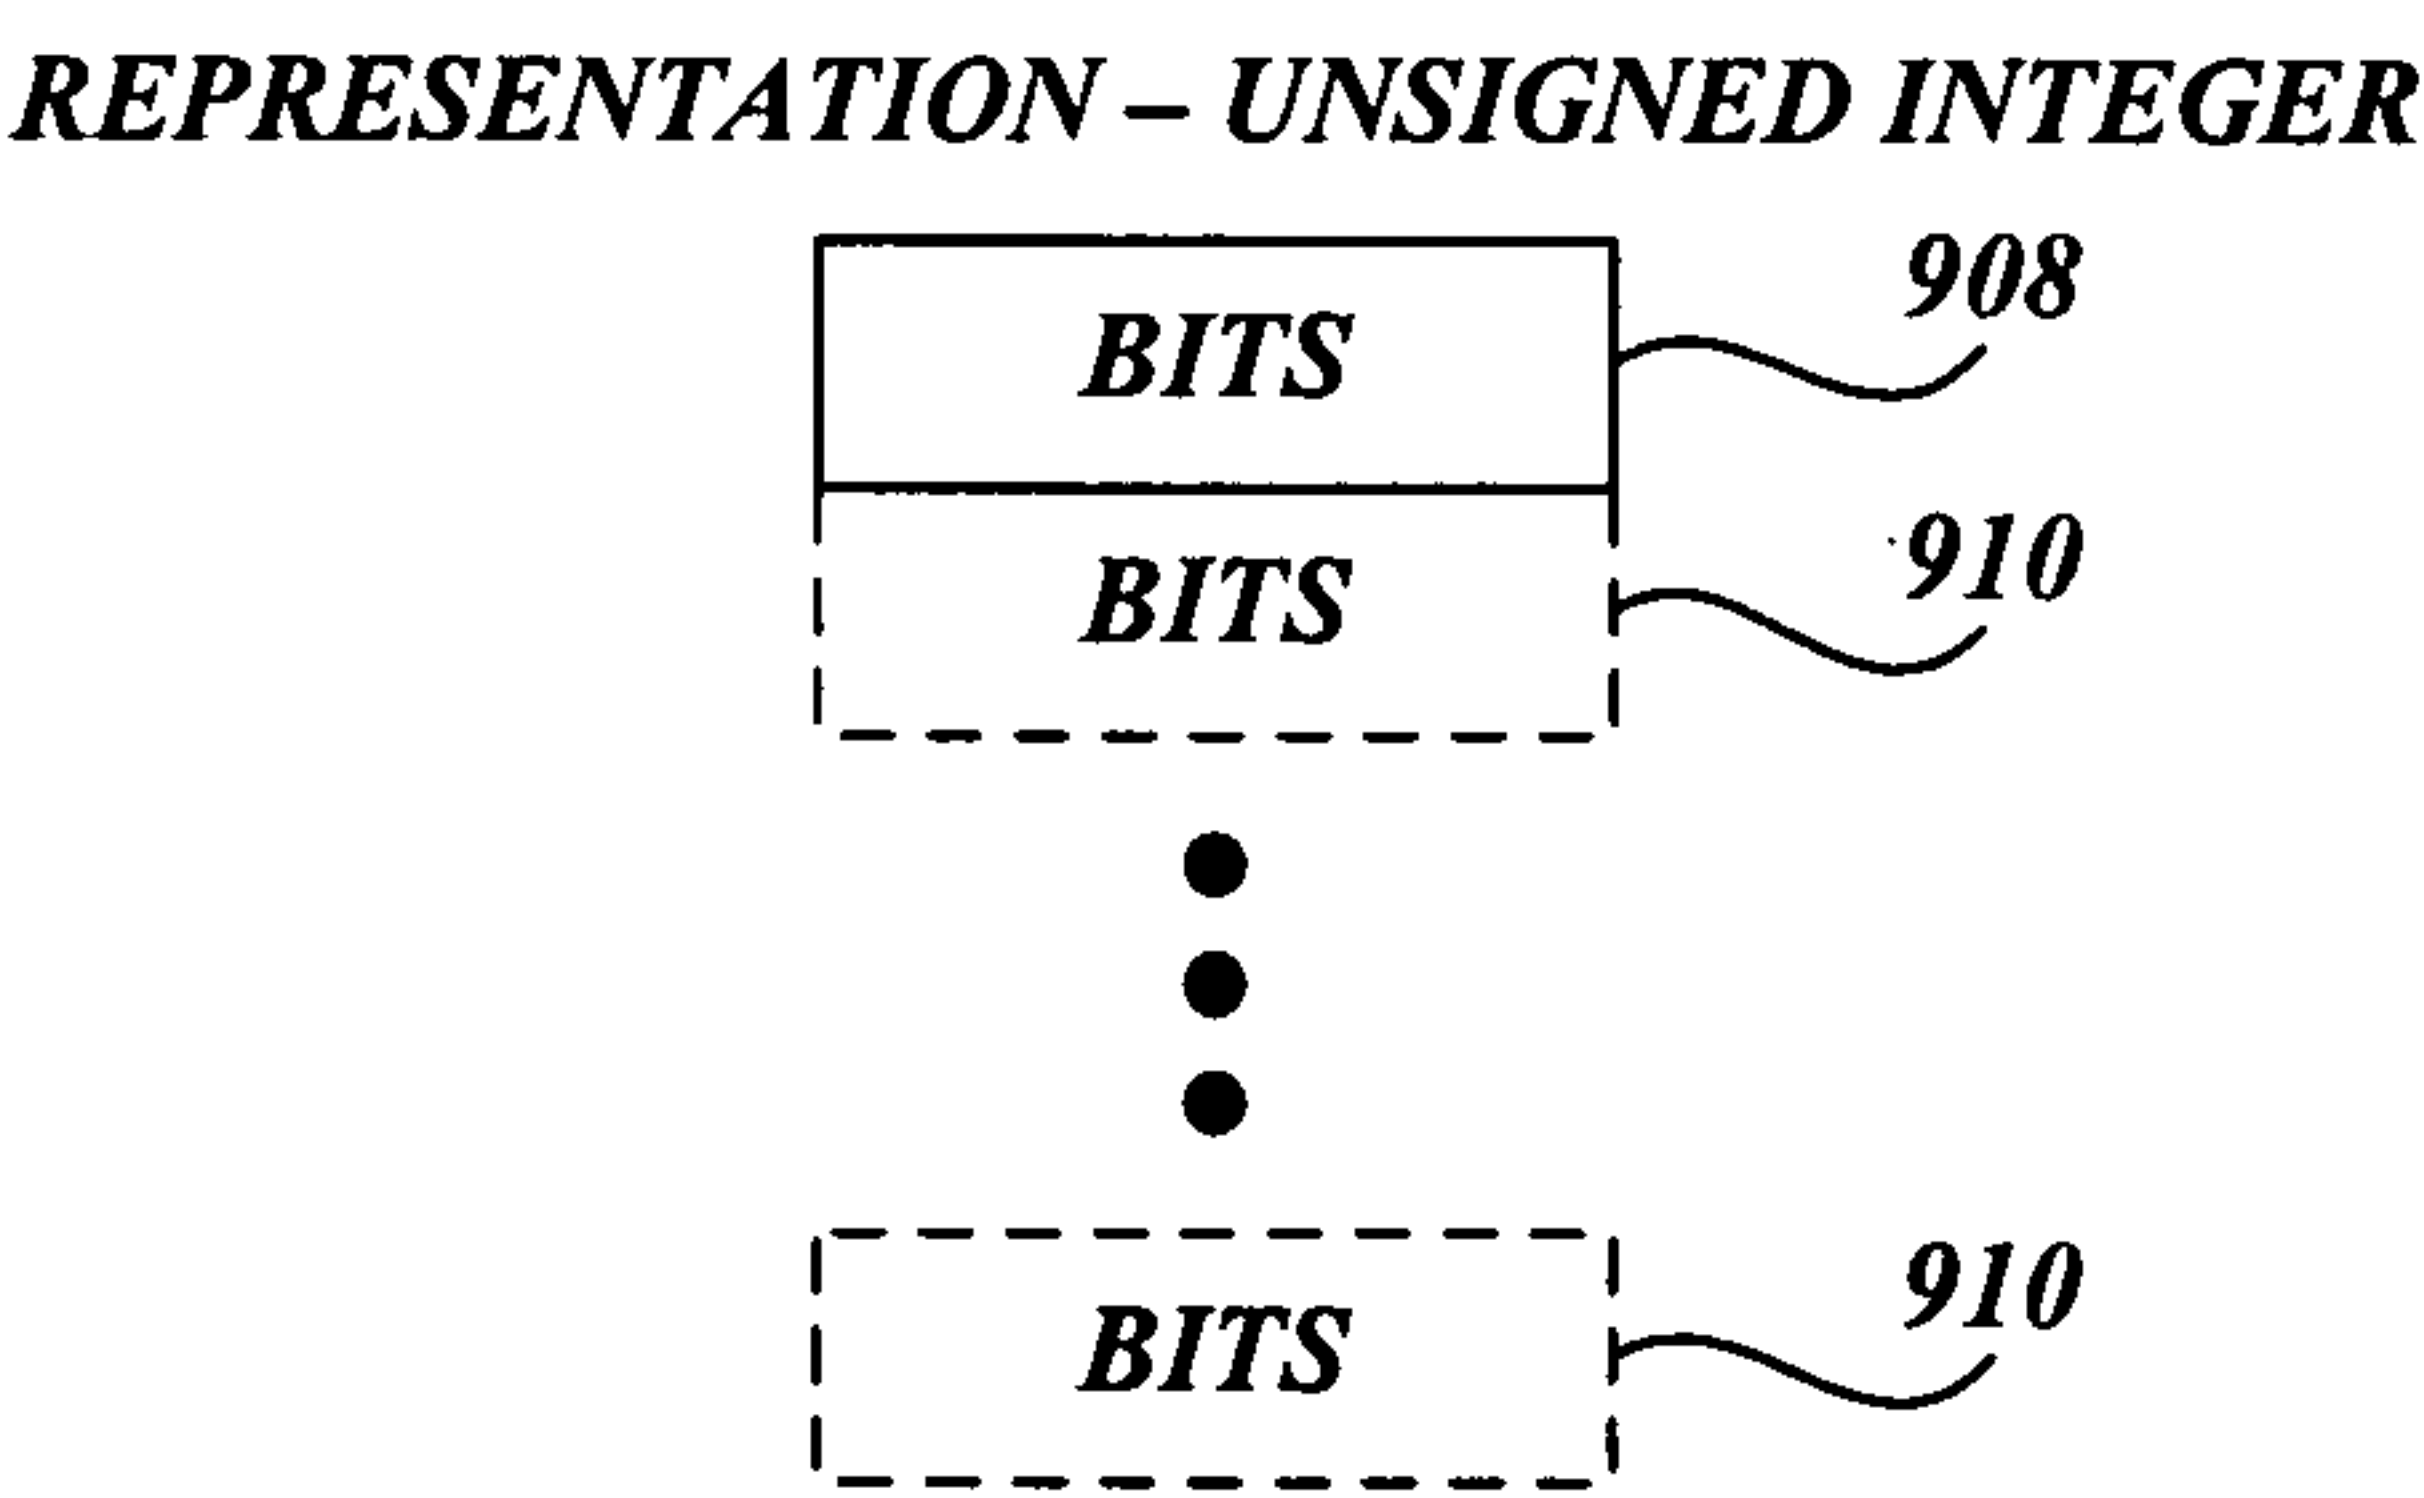 REPRESENTATION – UNSIGNED INTEGER
BITS
908
BITS
910
BITS
910